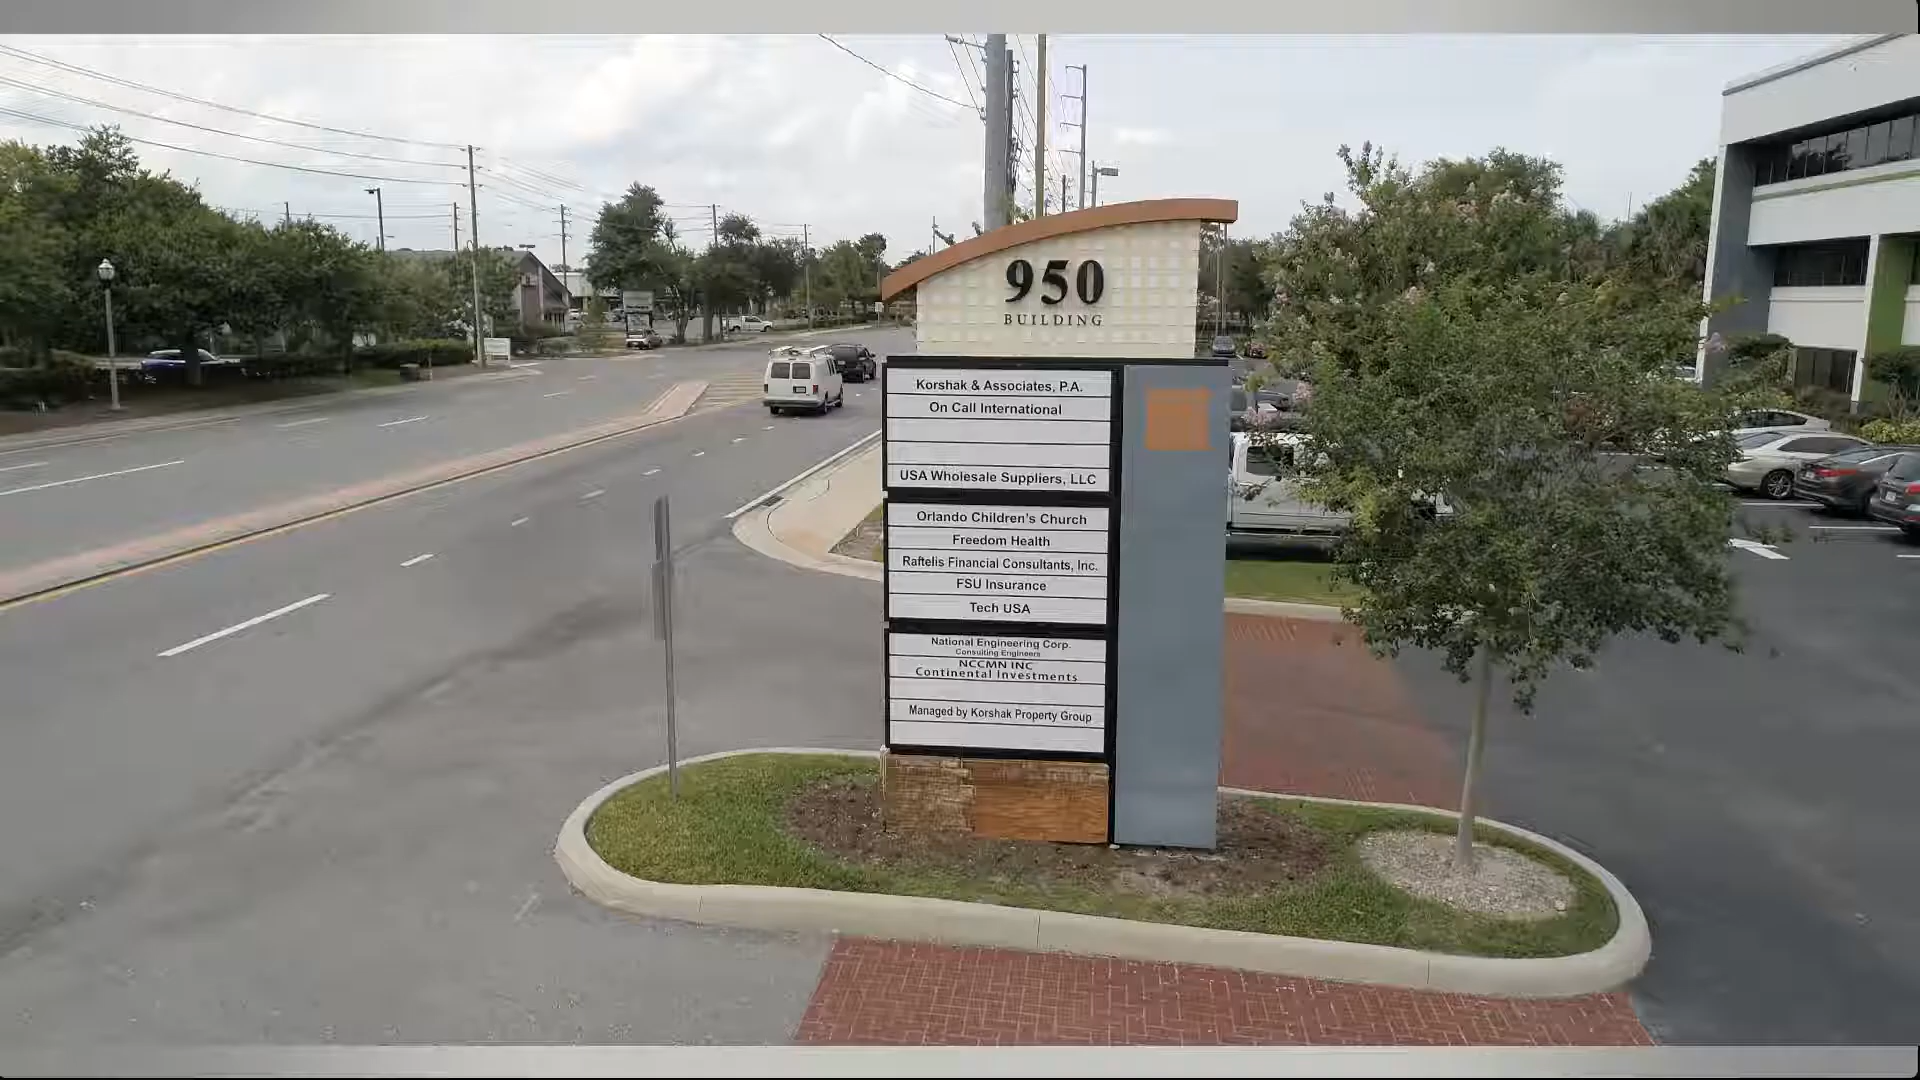 950
BUILDING
Korshak & Associates, P.A.
On Call International
USA Wholesale Suppliers, LLC
Orlando Children's Church
Freedom Health
Raftelis Financial Consultants, Inc.
FSU Insurance
Tech USA
National Engineering Corp.
Consulting Engineers
NCCMN INC
Continental Investments
Managed by Korshak Property Group